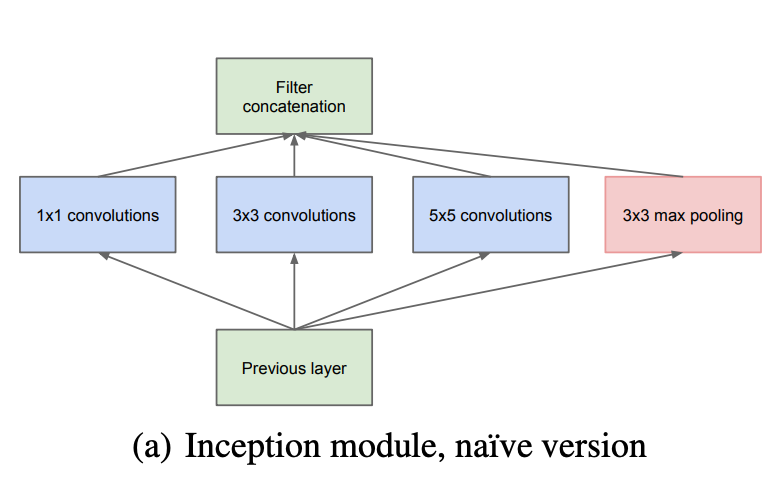 Filter
concatenation
1x1 convolutions
3x3 convolutions
5x5 convolutions
3x3 max pooling
Previous layer
(a) Inception module, naïve version